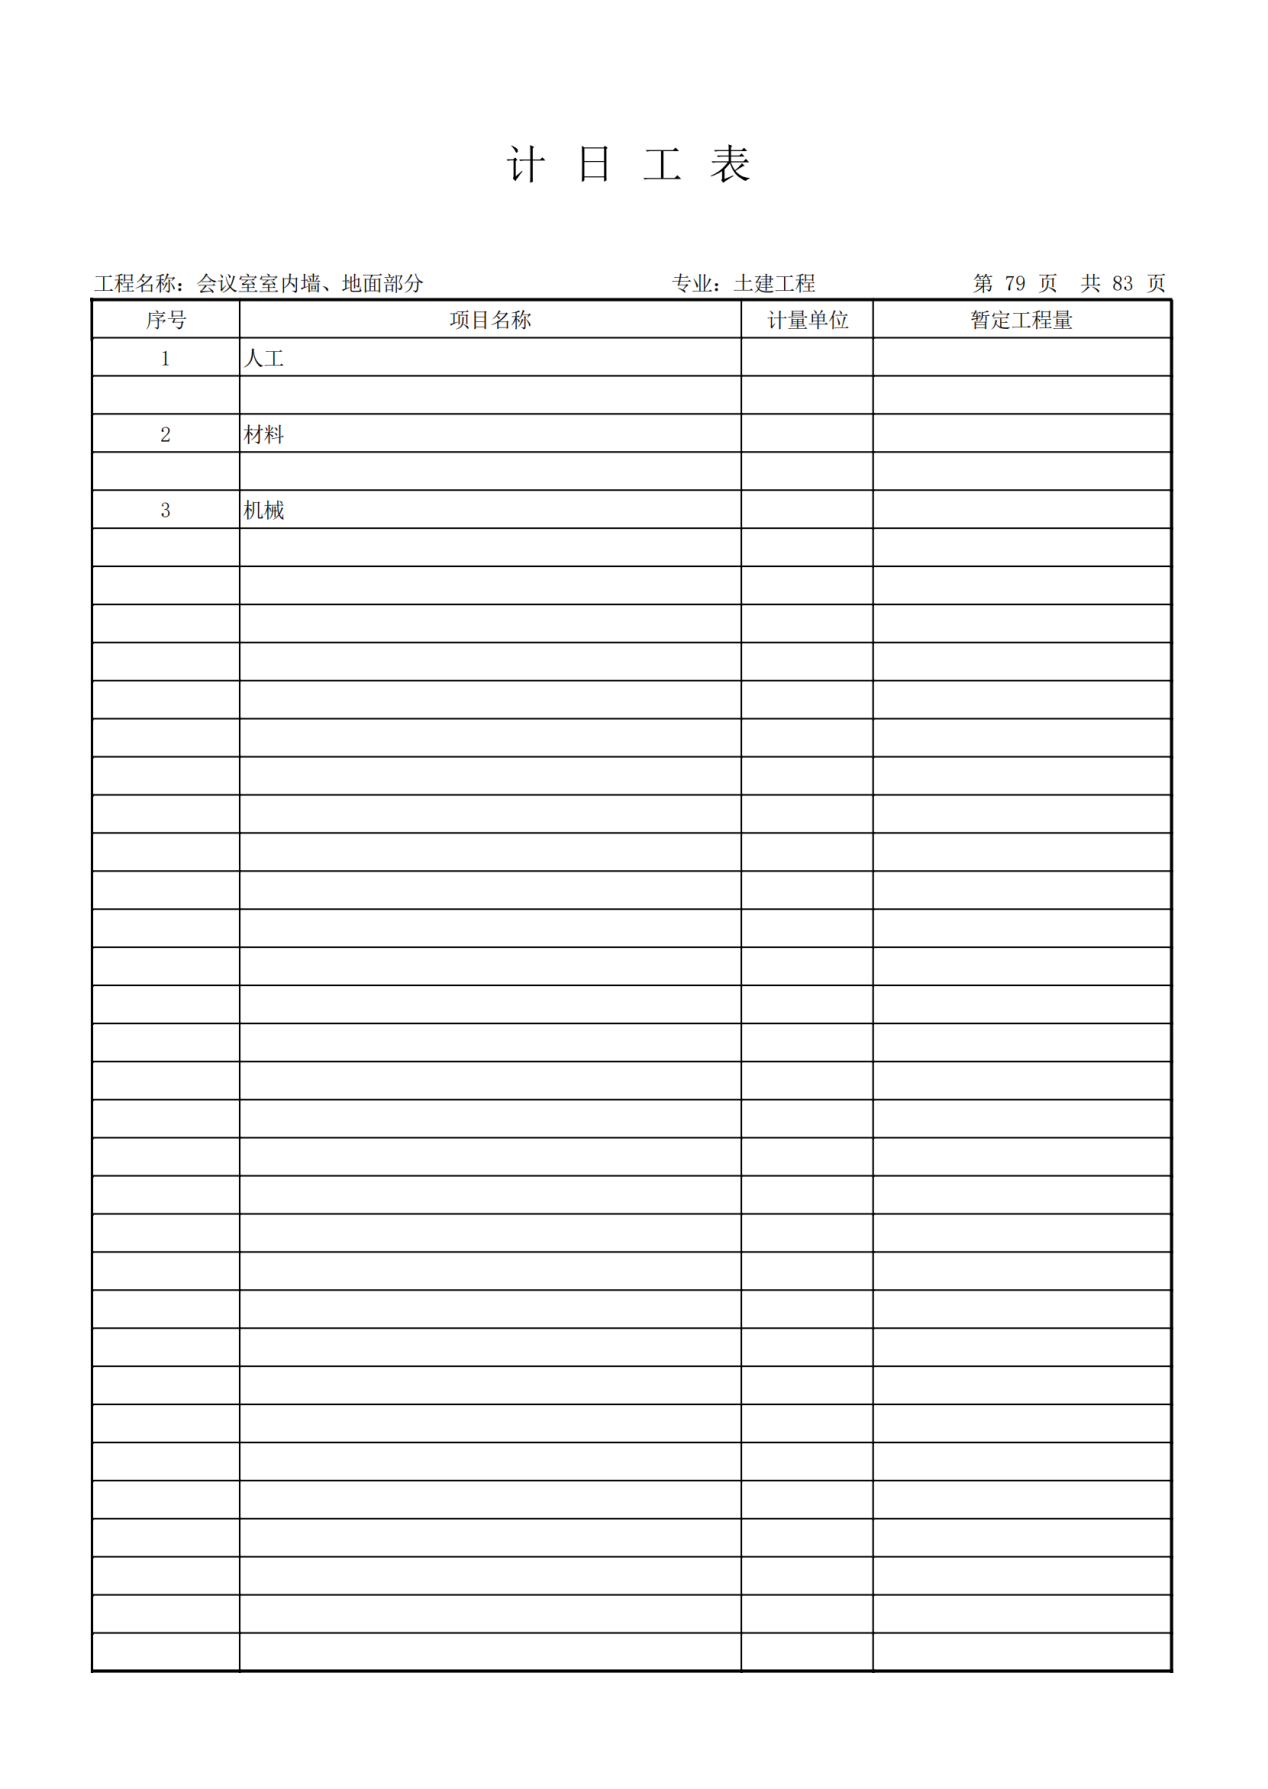 计 日 工 表
工程名称：会议室室内墙、地面部分 专业：土建工程 第 79 页 共 83 页
序号 项目名称 计量单位 暂定工程量
1 人工
2 材料
3 机械